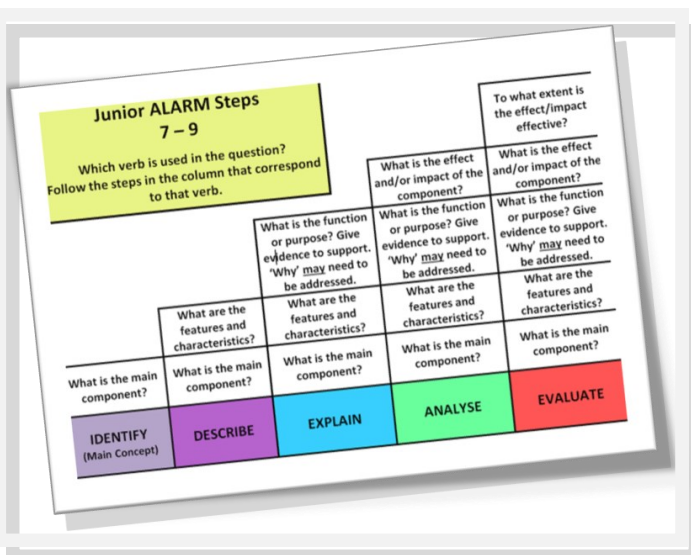 Junior ALARM Steps
7 – 9
Which verb is used in the question?
Follow the steps in the column that correspond
to that verb.
What is the main
component?
IDENTIFY
(Main Concept)
What are the
features and
characteristics?
What is the main
component?
DESCRIBE
What is the function
or purpose? Give
evidence to support.
'Why' may need to
be addressed.
What are the
features and
characteristics?
What is the main
component?
EXPLAIN
What is the effect
and/or impact of the
component?
What is the function
or purpose? Give
evidence to support.
'Why' may need to
be addressed.
What are the
features and
characteristics?
What is the main
component?
ANALYSE
To what extent is
the effect/impact
effective?
What is the effect
and/or impact of the
component?
What is the function
or purpose? Give
evidence to support.
'Why' may need to
be addressed.
What are the
features and
characteristics?
What is the main
component?
EVALUATE